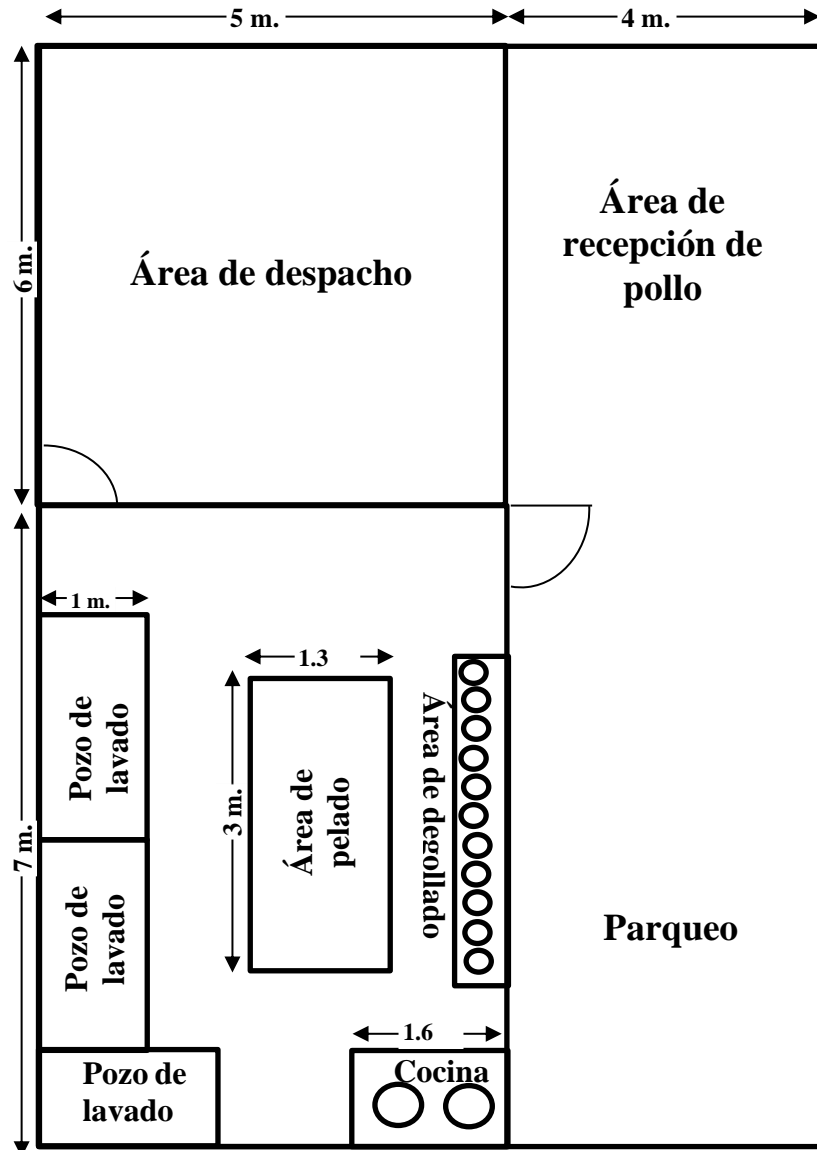 5 m.
4 m.
6 m.
Área de despacho
Área de
recepción de
pollo
7 m.
1 m.
Pozo de
lavado
Pozo de
lavado
Pozo de
lavado
1.3
3 m.
Área de
pelado
Área de degollado
1.6
Cocina
Parqueo